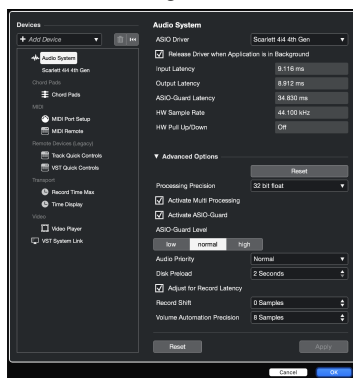 Devices
+ Add Device
Audio System
Scarlett 4i4 4th Gen
Chord Pads
Chord Pads
MIDI
MIDI Port Setup
MIDI Remote
Remote Devices (Legacy)
Track Quick Controls
VST Quick Controls
Transport
Record Time Max
Time Display
Video
Video Player
VST System Link
Audio System
ASIO Driver Scarlett 4i4 4th Gen
Release Driver when Application is in Background
Input Latency 9.116 ms
Output Latency 8.912 ms
ASIO-Guard Latency 34.830 ms
HW Sample Rate 44.100 kHz
HW Pull Up/Down Off
Advanced Options
Reset
Processing Precision 32 bit float
Activate Multi Processing
Activate ASIO-Guard
ASIO-Guard Level
low normal high
Audio Priority Normal
Disk Preload 2 Seconds
Adjust for Record Latency
Record Shift 0 Samples
Volume Automation Precision 8 Samples
Reset Apply
Cancel OK